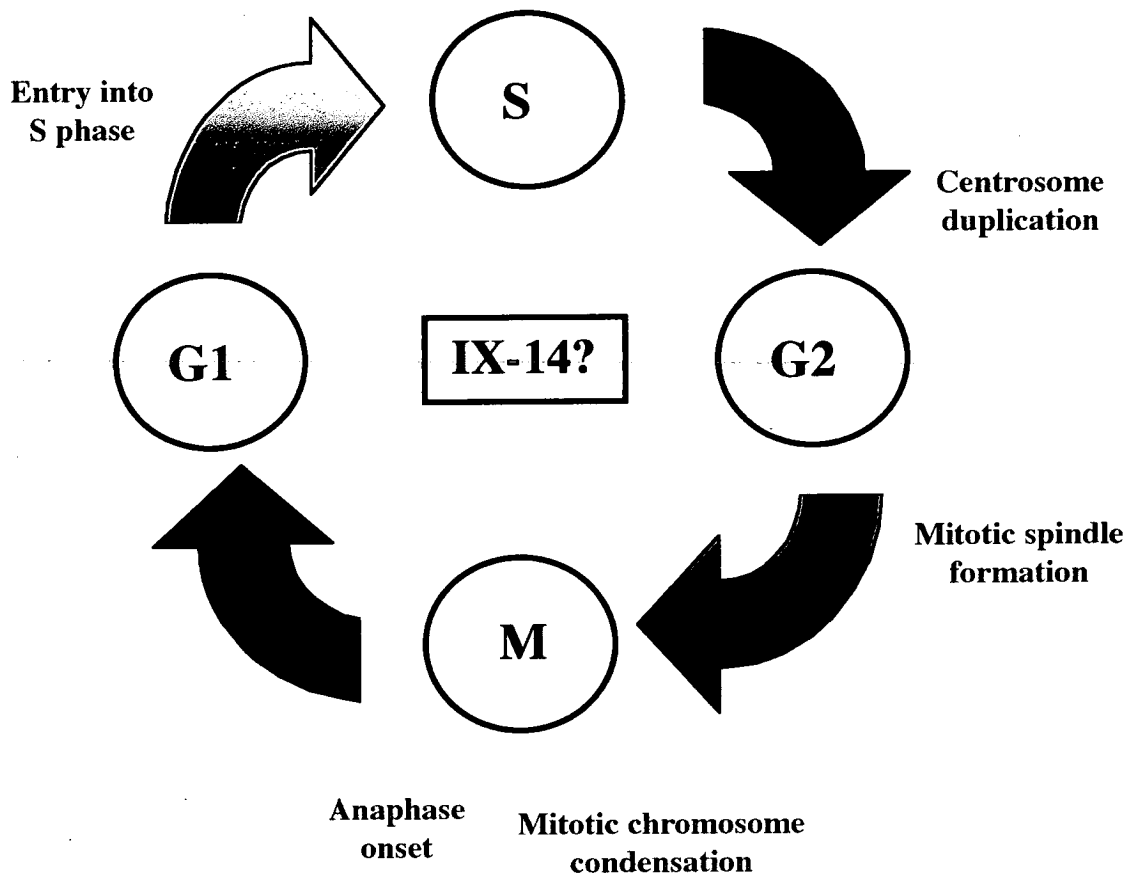 Entry into
S phase
S
Centrosome
duplication
G1
IX-14?
G2
Mitotic spindle
formation
M
Anaphase
onset
Mitotic chromosome
condensation